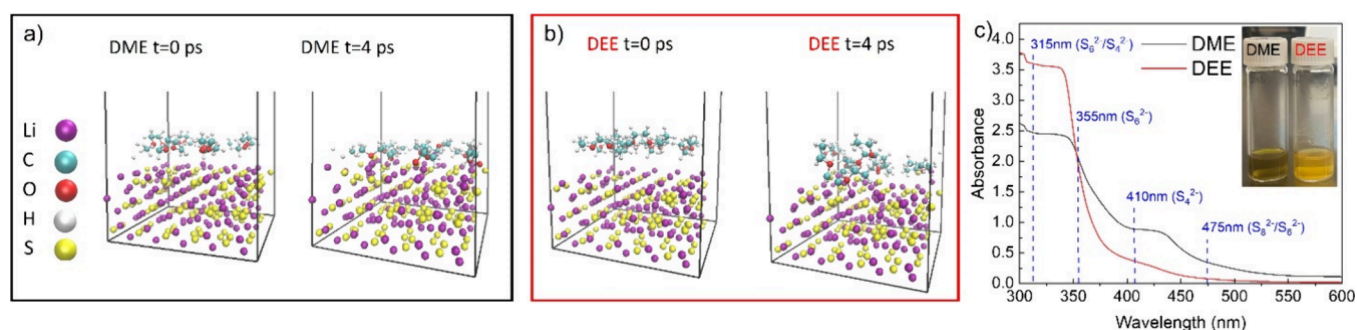 a)
DME t=0 ps
DME t=4 ps
Li
C
O
H
S
b)
DEE t=0 ps
DEE t=4 ps
c)
4.0
3.5
3.0
2.5
2.0
1.5
1.0
0.5
0.0
Absorbance
315nm (S₆²⁻/S₄²⁻)
355nm (S₆²⁻)
410nm (S₄²⁻)
475nm (S₈²⁻/S₆²⁻)
DME
DEE
DME
DEE
300
350
400
450
500
550
600
Wavelength (nm)